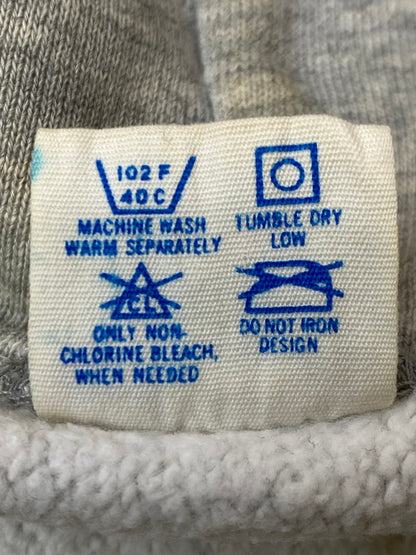 102 F
40 C
MACHINE WASH
WARM SEPARATELY
TUMBLE DRY
LOW
CL
ONLY NON-
CHLORINE BLEACH,
WHEN NEEDED
DO NOT IRON
DESIGN